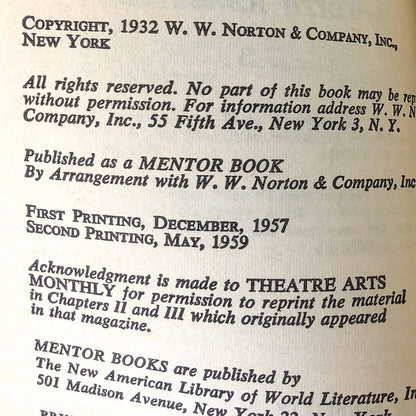 COPYRIGHT, 1932 W. W. NORTON & COMPANY, INC.,
NEW YORK
All rights reserved. No part of this book may be rep
without permission. For information address W. W. N
Company, Inc., 55 Fifth Ave., New York 3, N. Y.
Published as a MENTOR BOOK
By Arrangement with W. W. Norton & Company, Inc
FIRST PRINTING, DECEMBER, 1957
SECOND PRINTING, MAY, 1959
Acknowledgment is made to THEATRE ARTS
MONTHLY for permission to reprint the material
in Chapters II and III which originally appeared
in that magazine.
MENTOR BOOKS are published by
The New American Library of World Literature, In
501 Madison Avenue, New York 22, New York